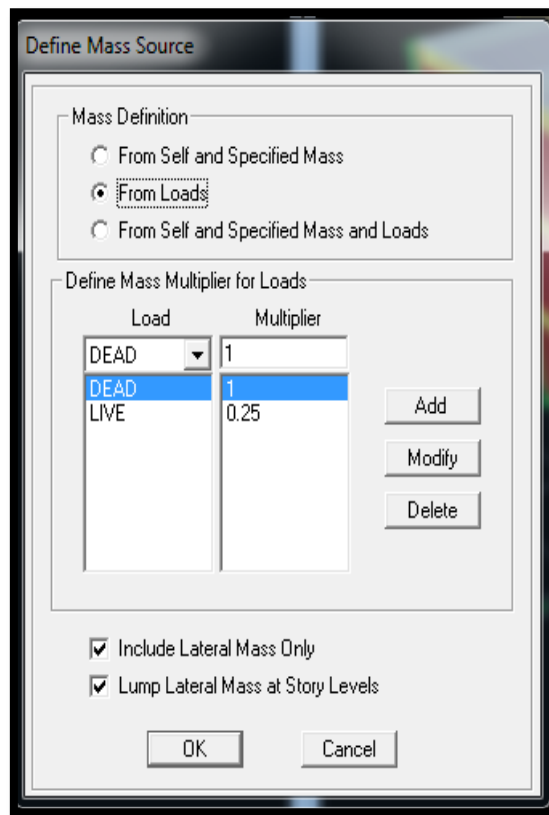 Define Mass Source
Mass Definition
From Self and Specified Mass
From Loads
From Self and Specified Mass and Loads
Define Mass Multiplier for Loads
Load Multiplier
DEAD 1
DEAD 1
LIVE 0.25
Add
Modify
Delete
Include Lateral Mass Only
Lump Lateral Mass at Story Levels
OK Cancel